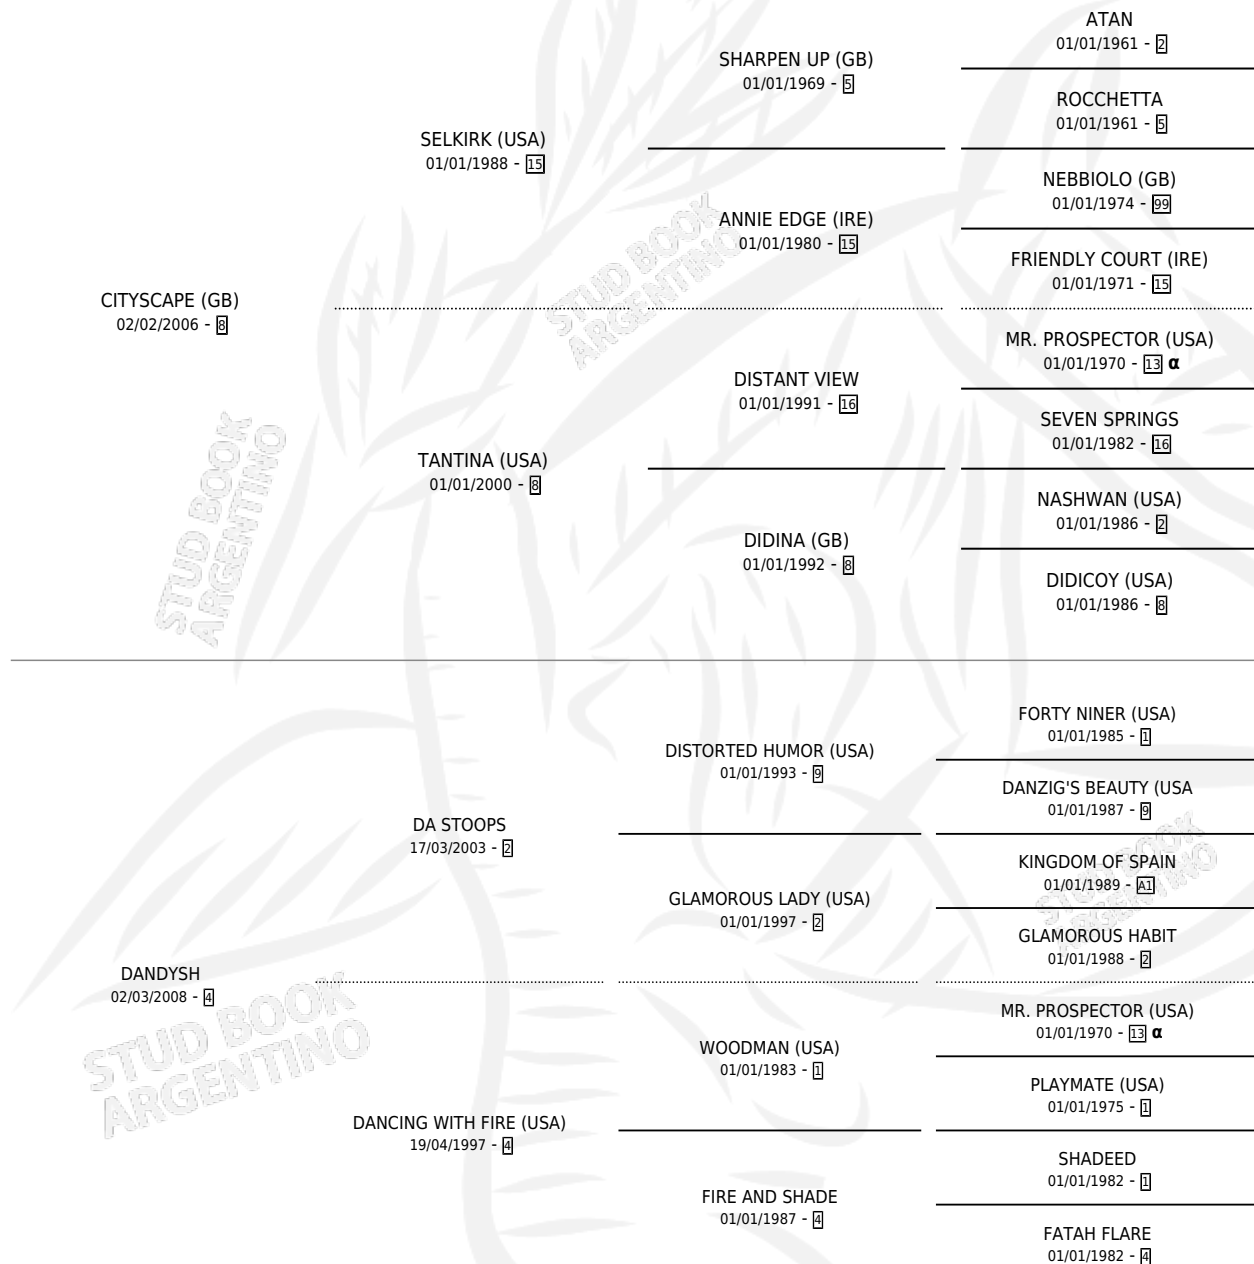 ATAN
01/01/1961 - 2
SHARPEN UP (GB)
01/01/1969 - 5
ROCCHETTA
01/01/1961 - 5
SELKIRK (USA)
01/01/1988 - 15
NEBBIOLO (GB)
01/01/1974 - 99
ANNIE EDGE (IRE)
01/01/1980 - 15
FRIENDLY COURT (IRE)
01/01/1971 - 15
CITYSCAPE (GB)
02/02/2006 - 8
MR. PROSPECTOR (USA)
01/01/1970 - 13 α
DISTANT VIEW
01/01/1991 - 16
SEVEN SPRINGS
01/01/1982 - 16
TANTINA (USA)
01/01/2000 - 8
NASHWAN (USA)
01/01/1986 - 2
DIDINA (GB)
01/01/1992 - 8
DIDICOY (USA)
01/01/1986 - 8
FORTY NINER (USA)
01/01/1985 - 1
DISTORTED HUMOR (USA)
01/01/1993 - 9
DANZIG'S BEAUTY (USA
01/01/1987 - 9
DA STOOPS
17/03/2003 - 2
KINGDOM OF SPAIN
01/01/1989 - A1
GLAMOROUS LADY (USA)
01/01/1997 - 2
GLAMOROUS HABIT
01/01/1988 - 2
DANDYSH
02/03/2008 - 4
MR. PROSPECTOR (USA)
01/01/1970 - 13 α
WOODMAN (USA)
01/01/1983 - 1
PLAYMATE (USA)
01/01/1975 - 1
DANCING WITH FIRE (USA)
19/04/1997 - 4
SHADEED
01/01/1982 - 1
FIRE AND SHADE
01/01/1987 - 4
FATAH FLARE
01/01/1982 - 4
STUD BOOK
ARGENTINO
STUD BOOK
ARGENTINO
STUD BOOK
ARGENTINO
STUD BOOK
ARGENTINO